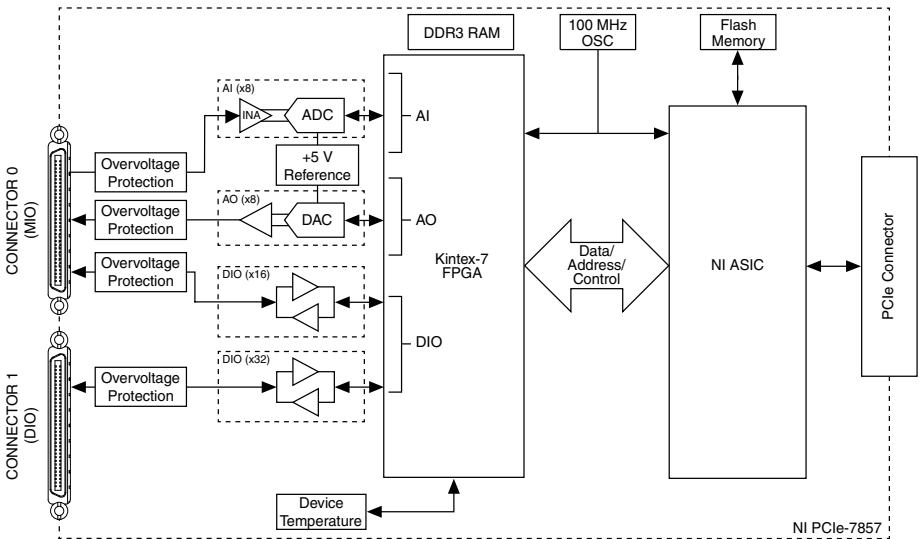 DDR3 RAM
100 MHz
OSC
Flash
Memory
AI (x8)
INA
ADC
AI
+5 V
Reference
AO (x8)
DAC
AO
CONNECTOR 0
(MIO)
Overvoltage
Protection
Overvoltage
Protection
Overvoltage
Protection
Kintex-7
FPGA
Data/
Address/
Control
NI ASIC
PCIe Connector
DIO (x16)
DIO
DIO (x32)
CONNECTOR 1
(DIO)
Overvoltage
Protection
Device
Temperature
NI PCIe-7857